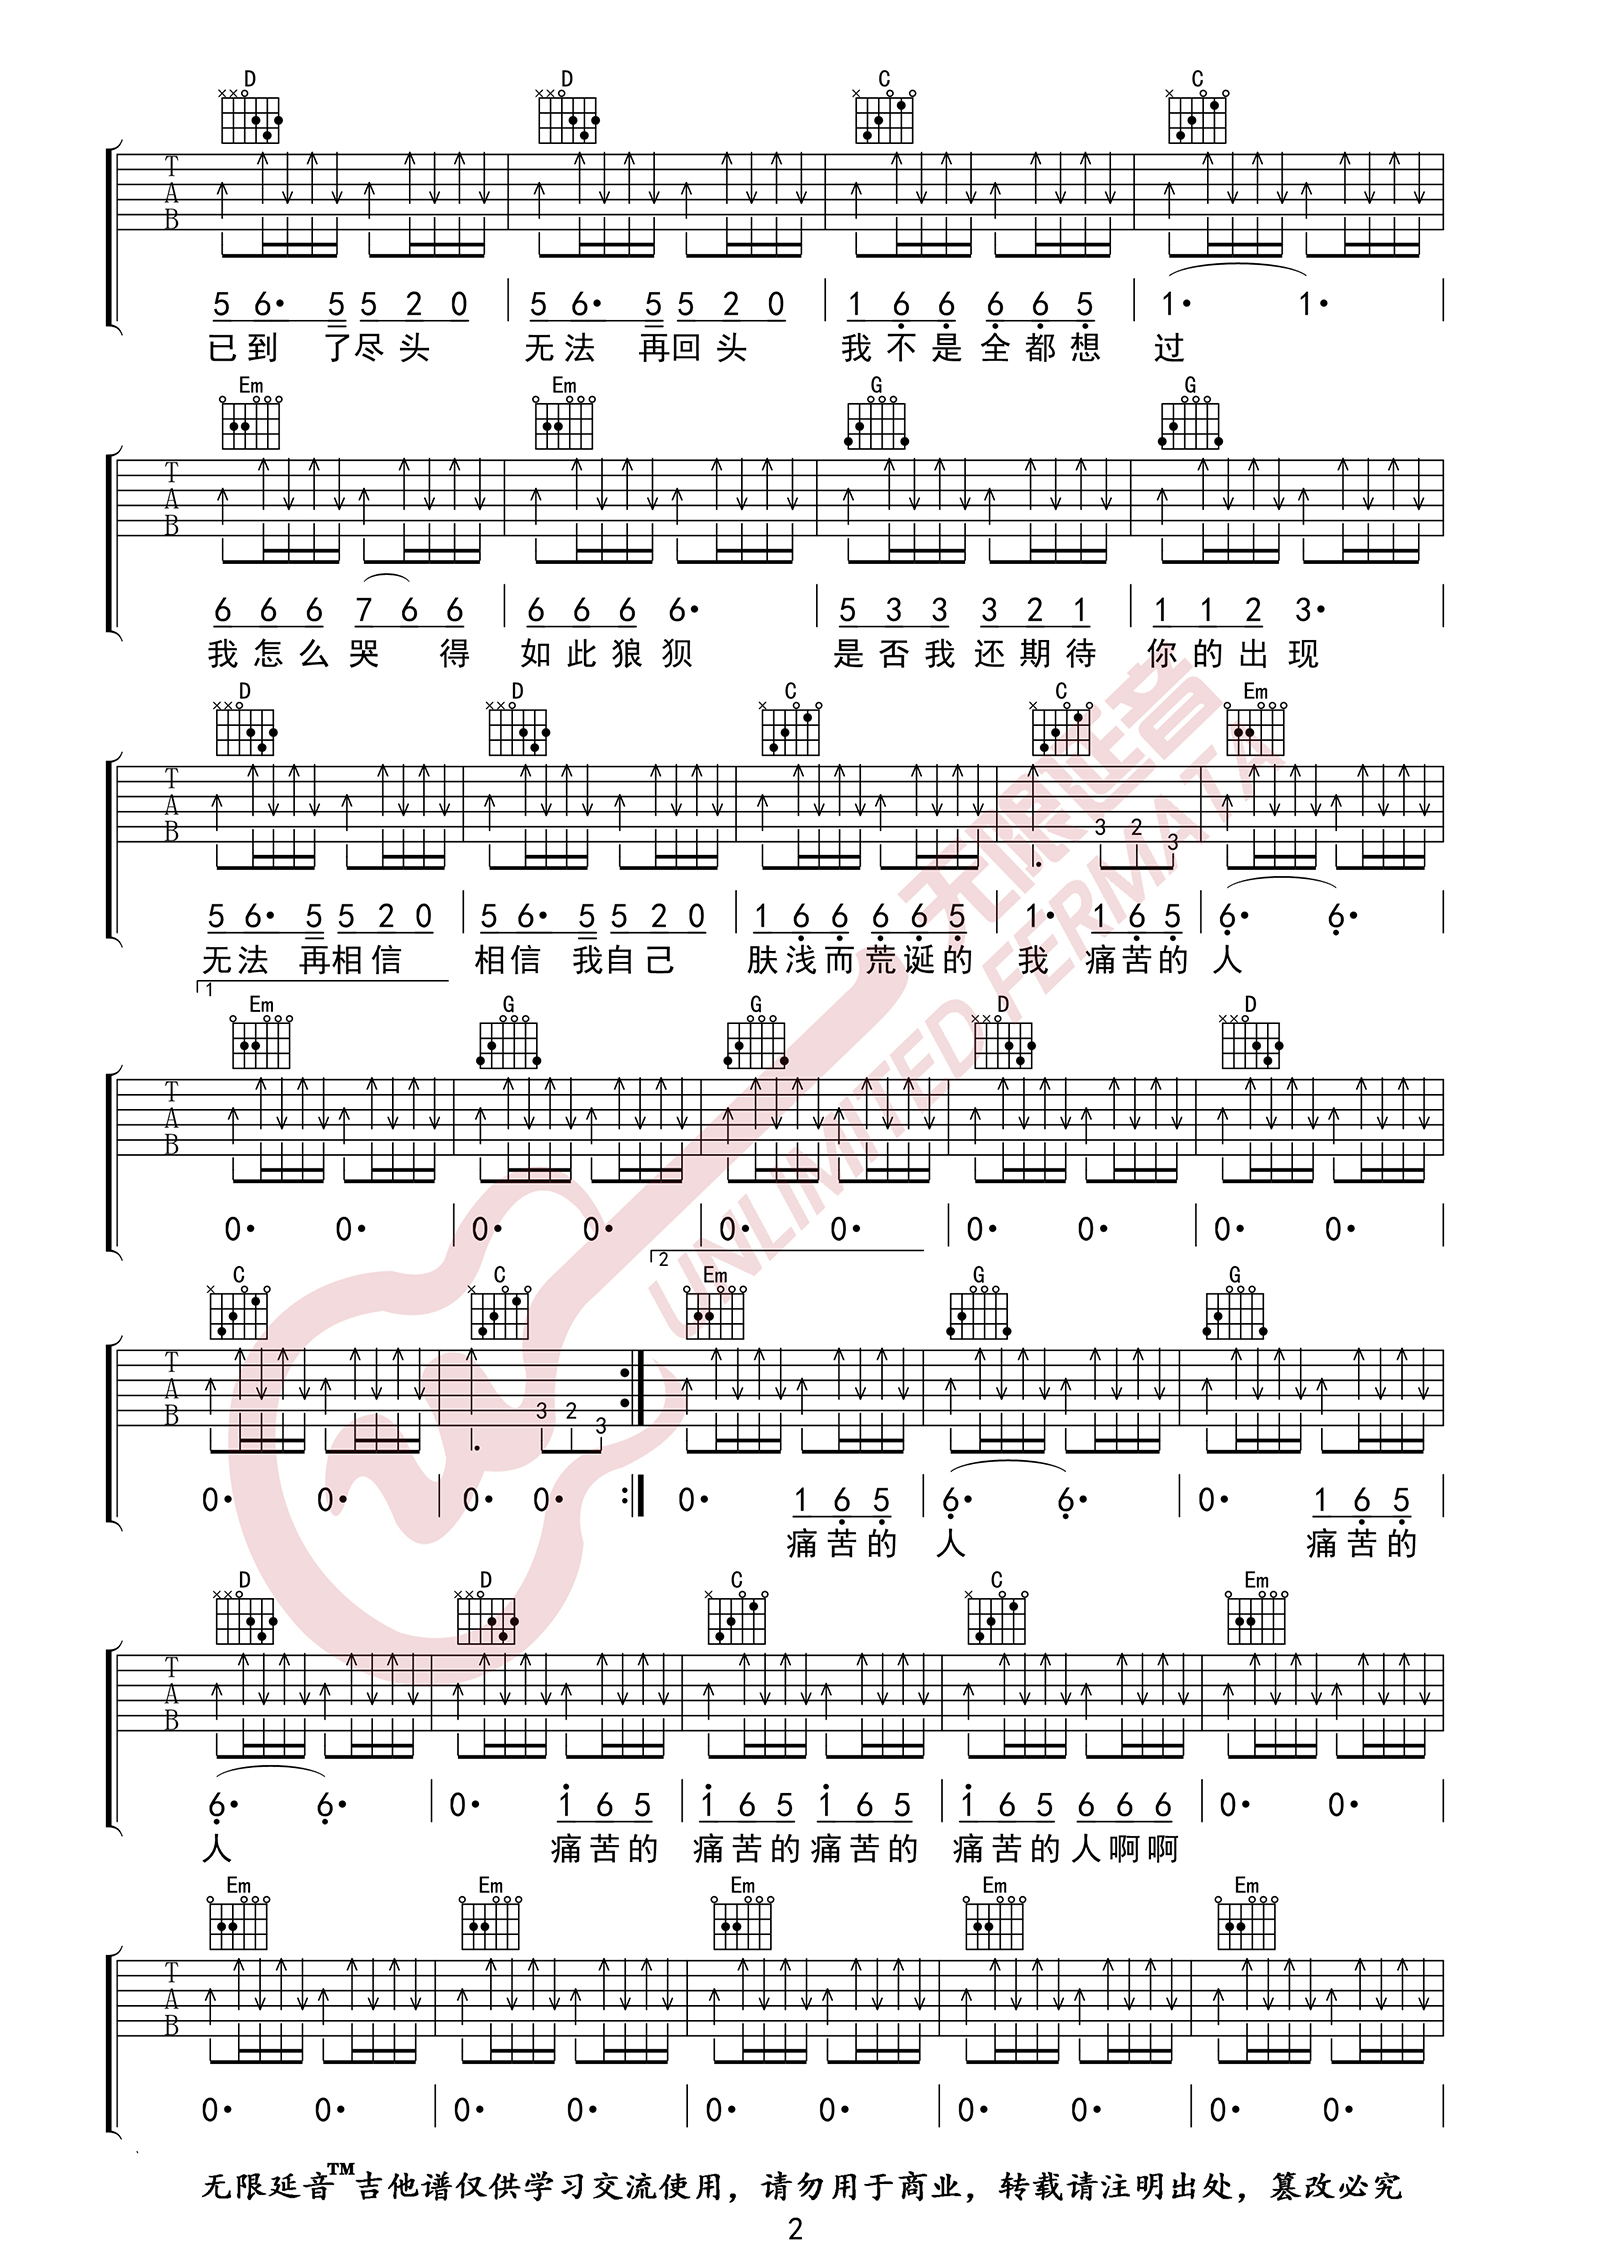 D D C C
T
A
B
5 6• 5 5 2 0 | 5 6• 5 5 2 0 | 1 6 6 6 6 5 | 1• 1• |
已到 了尽头 无法 再回头 我不是全都想 过
Em Em G G
T
A
B
6 6 6 7 6 6 | 6 6 6 6• | 5 3 3 3 2 1 | 1 1 2 3• |
我怎么哭 得 如此狼狈 是否我还期待 你的出现
D D C C Em
T
A
B
3 2 3
5 6• 5 5 2 0 | 5 6• 5 5 2 0 | 1 6 6 6 6 5 | 1• 1 6 5 | 6• 6• |
无法 再相信 相信 我自己 肤浅而荒诞的 我 痛苦的 人
1
Em G G D D
T
A
B
0• 0• | 0• 0• | 0• 0• | 0• 0• | 0• 0• |
2
C C Em G G
T
A
B
3 2 3
0• 0• | 0• 0• :| 0• 1 6 5 | 6• 6• | 0• 1 6 5 |
痛苦的 人 痛苦的
D D C C Em
T
A
B
6• 6• | 0• 1 6 5 | 1 6 5 1 6 5 | 1 6 5 6 6 6 | 0• 0• |
人 痛苦的 痛苦的痛苦的 痛苦的人啊啊
Em Em Em Em Em
T
A
B
0• 0• | 0• 0• | 0• 0• | 0• 0• | 0• 0• |
无限延音
UNLIMITED FERMATA
无限延音™吉他谱仅供学习交流使用，请勿用于商业，转载请注明出处，篡改必究
2